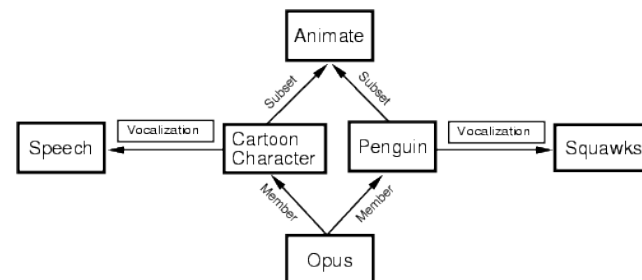 Animate
Subset
Subset
Vocalization
Vocalization
Speech
Cartoon
Character
Penguin
Squawks
Member
Member
Opus